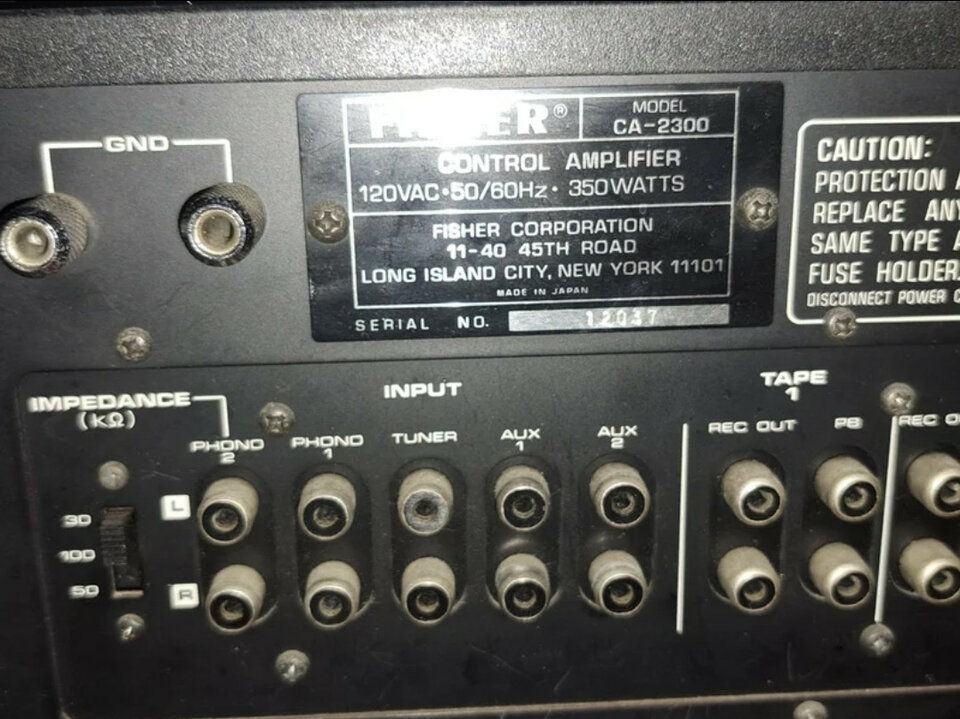 FISHER®
MODEL
CA-2300
CONTROL AMPLIFIER
120VAC•50/60Hz•350WATTS
FISHER CORPORATION
11-40 45TH ROAD
LONG ISLAND CITY, NEW YORK 11101
MADE IN JAPAN
SERIAL NO. 12037
GND
CAUTION:
PROTECTION A
REPLACE ANY
SAME TYPE A
FUSE HOLDER.
DISCONNECT POWER C
IMPEDANCE
(kΩ)
30
100
50
INPUT
PHONO
2
PHONO
1
TUNER
AUX
1
AUX
2
L
R
TAPE
1
REC OUT
PB
REC O